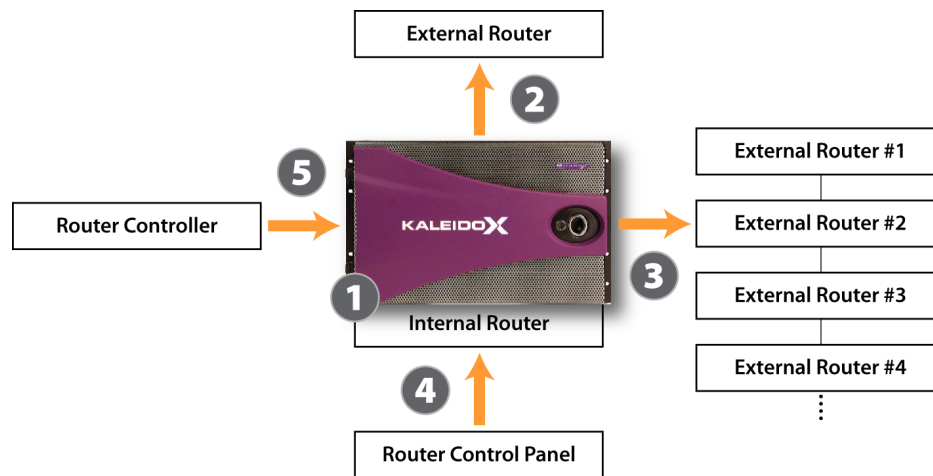 External Router
2
External Router #1
5
Router Controller
KALEIDOX
External Router #2
3
1
Internal Router
External Router #3
4
External Router #4
Router Control Panel